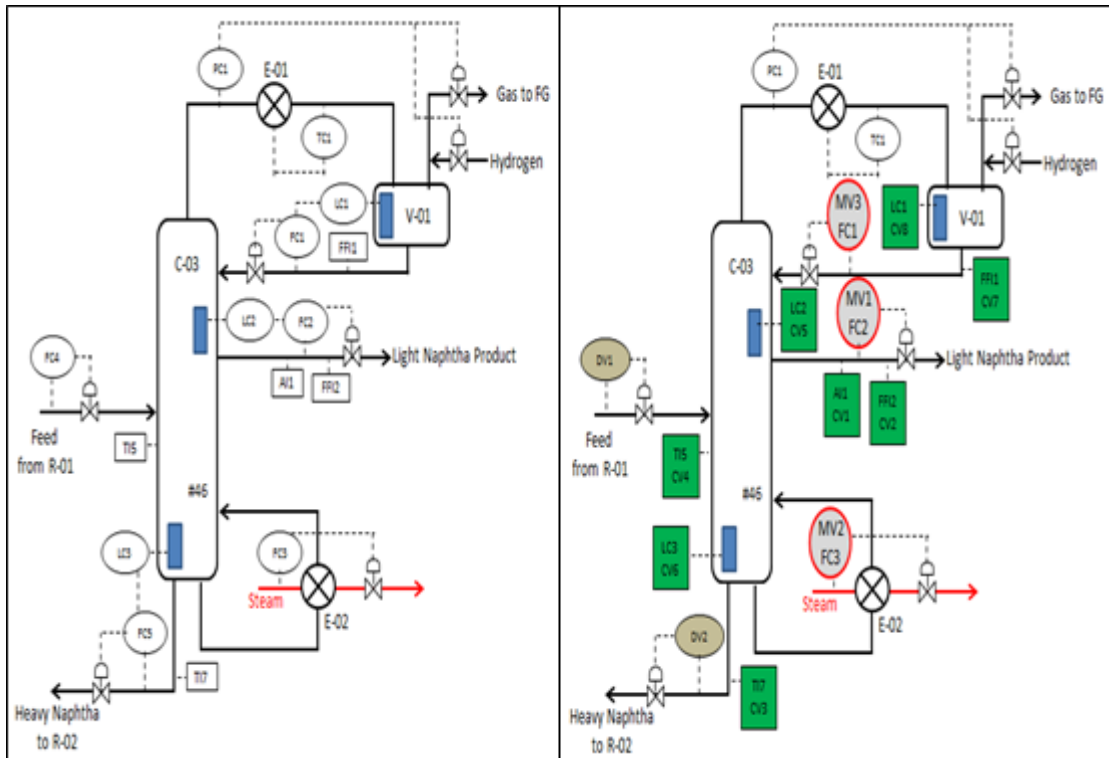 PC1
E-01
Gas to FG
TC1
Hydrogen
LC1
V-01
FC1
FFI1
C-03
LC2
FC2
Light Naphtha Product
FC4
AI1
FFI2
Feed
from R-01
TI5
#46
LC3
FC3
Steam
E-02
FC5
TI7
Heavy Naphtha
to R-02
PC1
E-01
Gas to FG
TC1
Hydrogen
MV3
FC1
LC1
CV8
V-01
C-03
LC2
CV5
MV1
FC2
FFI1
CV7
Light Naphtha Product
DV1
AI1
CV1
FFI2
CV2
Feed
from R-01
TI5
CV4
#46
LC3
CV6
MV2
FC3
Steam
E-02
DV2
TI7
CV3
Heavy Naphtha
to R-02